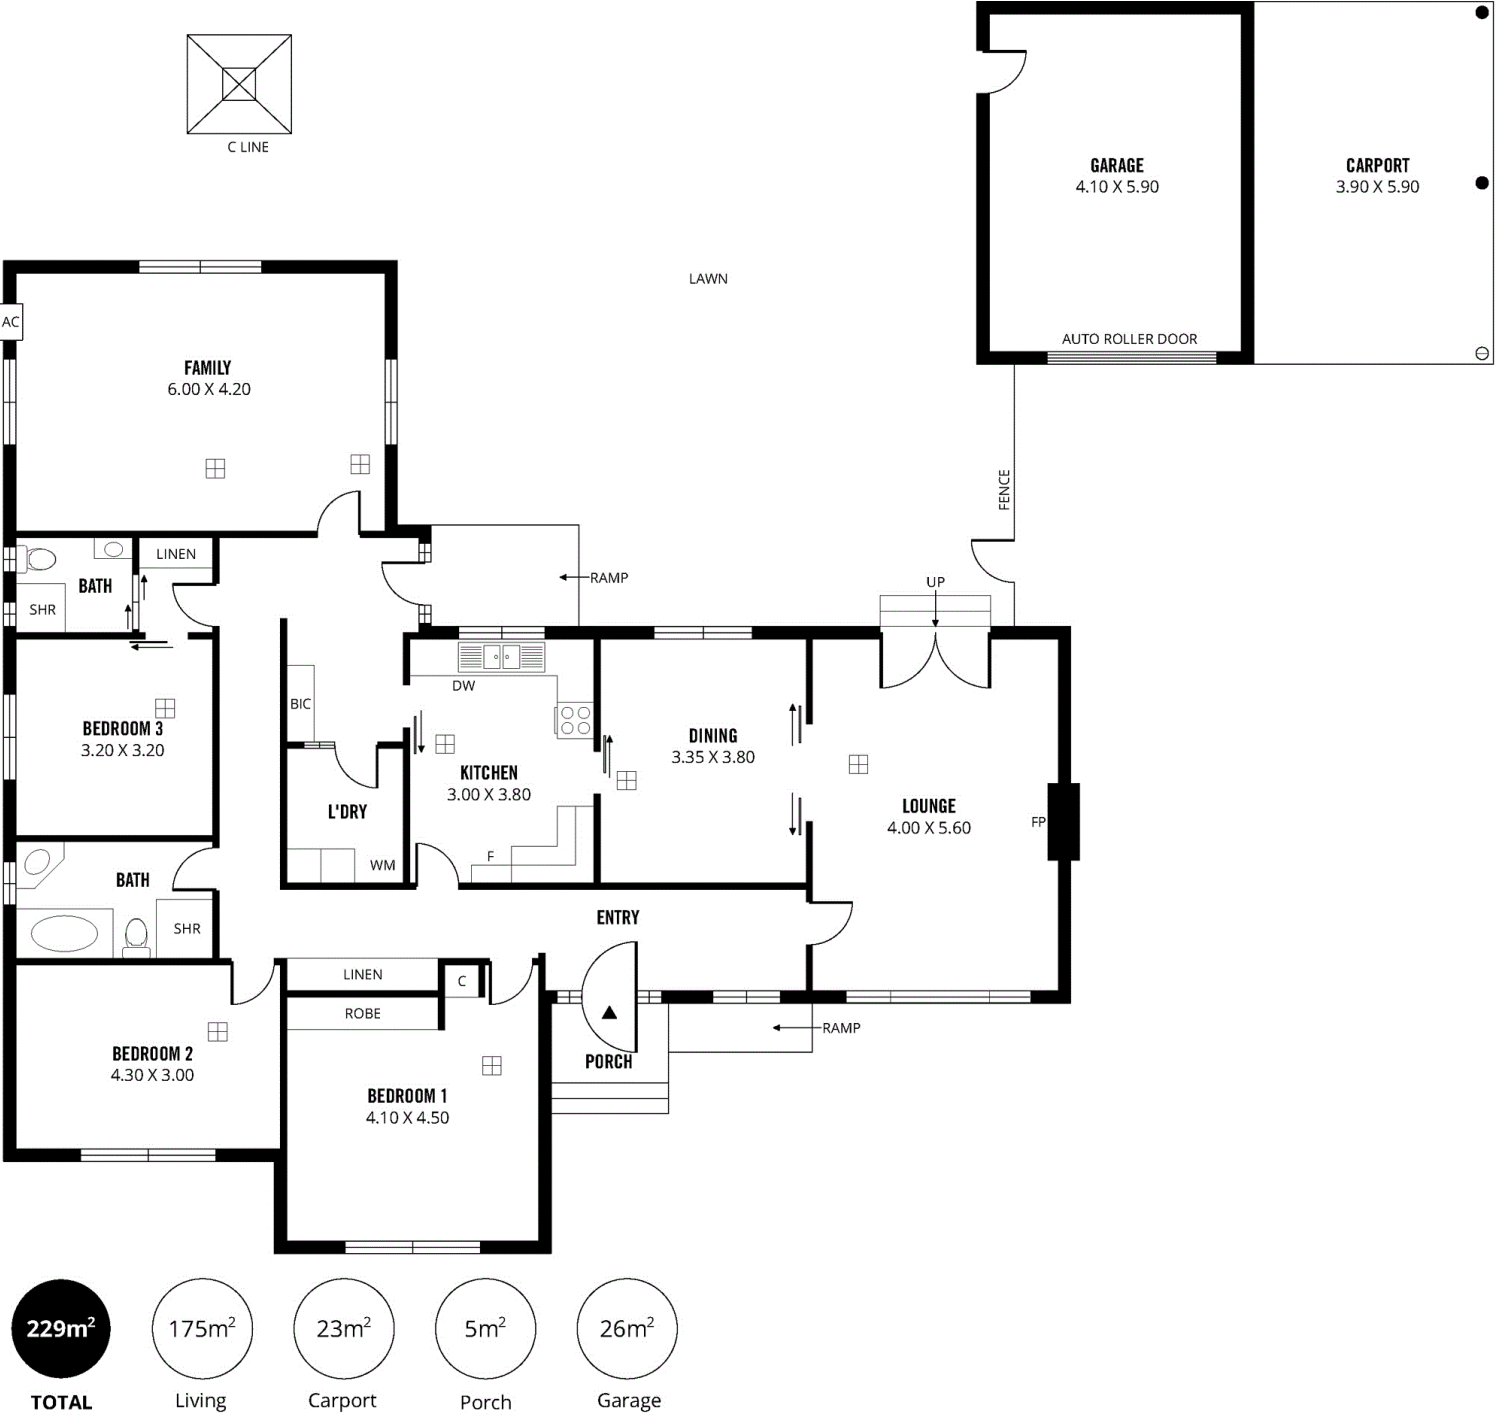 C LINE
GARAGE
4.10 X 5.90
CARPORT
3.90 X 5.90
LAWN
AUTO ROLLER DOOR
AC
FAMILY
6.00 X 4.20
FENCE
LINEN
BATH
SHR
RAMP
UP
BIC
DW
BEDROOM 3
3.20 X 3.20
DINING
3.35 X 3.80
KITCHEN
3.00 X 3.80
L'DRY
LOUNGE
4.00 X 5.60
FP
F
WM
BATH
SHR
ENTRY
LINEN
C
ROBE
RAMP
BEDROOM 2
4.30 X 3.00
PORCH
BEDROOM 1
4.10 X 4.50
229m²
175m²
23m²
5m²
26m²
TOTAL
Living
Carport
Porch
Garage